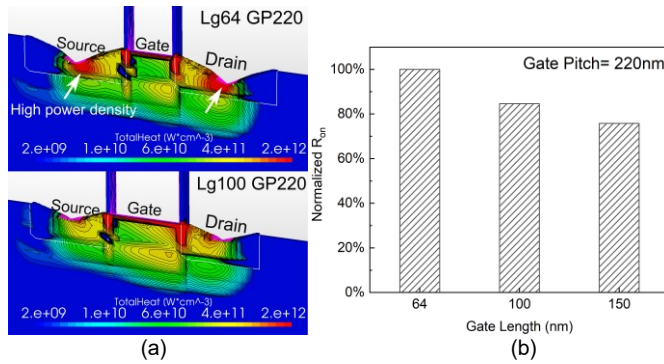 Lg64 GP220
Source
Gate
Drain
High power density
TotalHeat (W*cm^-3)
2.e+09 1.e+10 6.e+10 4.e+11 2.e+12
Lg100 GP220
Source
Gate
Drain
TotalHeat (W*cm^-3)
2.e+09 1.e+10 6.e+10 4.e+11 2.e+12
(a)
Gate Pitch= 220nm
Normalized Ron
100%
80%
60%
40%
20%
0%
64 100 150
Gate Length (nm)
(b)